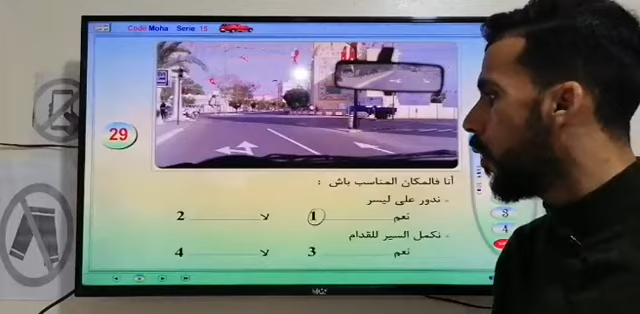 Code Moha Serie 15
29
أنا فالمكان المناسب باش :
- ندور على ليسر
نعم 1 لا 2
- نكمل السير للقدام
نعم 3 لا 4
3
4